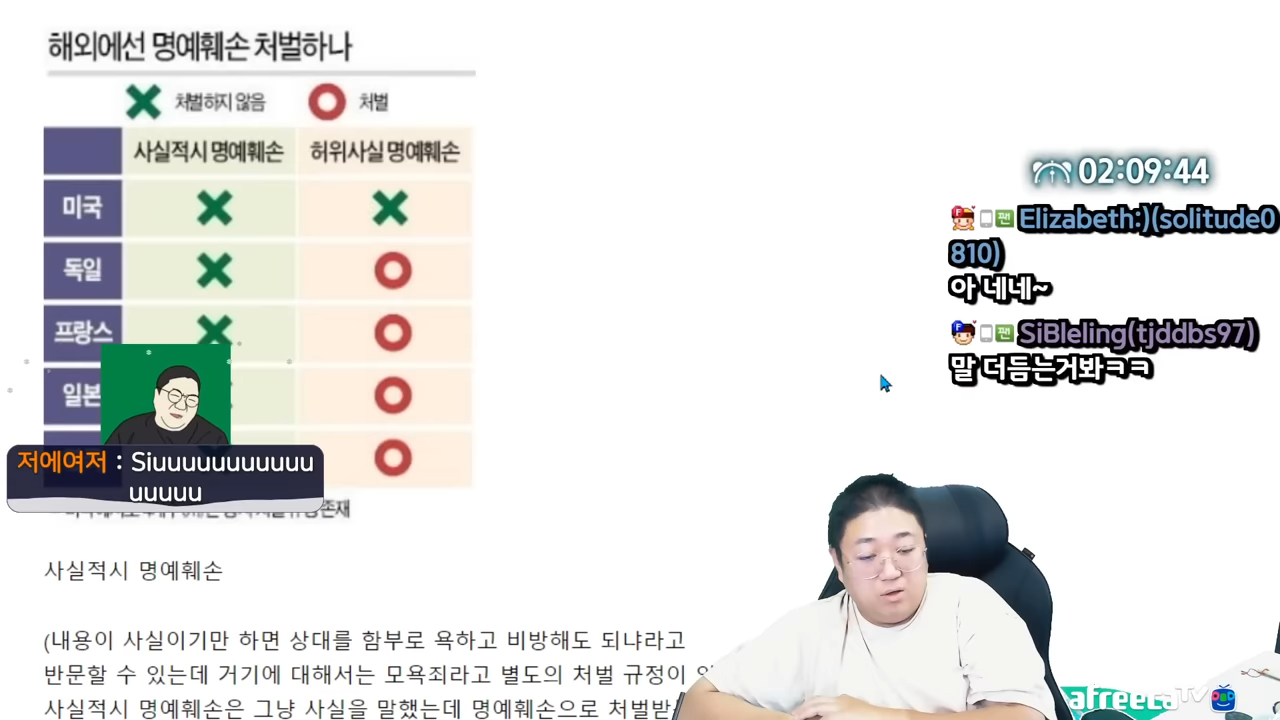 해외에선 명예훼손 처벌하나
처벌하지 않음 처벌
사실적시 명예훼손 허위사실 명예훼손
미국
독일
프랑스
일본
저에여저 : Siuuuuuuuuuuu
uuuuu
존재
사실적시 명예훼손
(내용이 사실이기만 하면 상대를 함부로 욕하고 비방해도 되냐라고
반문할 수 있는데 거기에 대해서는 모욕죄라고 별도의 처벌 규정이
사실적시 명예훼손은 그냥 사실을 말했는데 명예훼손으로
02:09:44
F 팬 Elizabeth:)(solitude0
810)
아 네네~
F 팬 SiBleling(tjddbs97)
말 더듬는거봐ㅋㅋ
afreecaTV